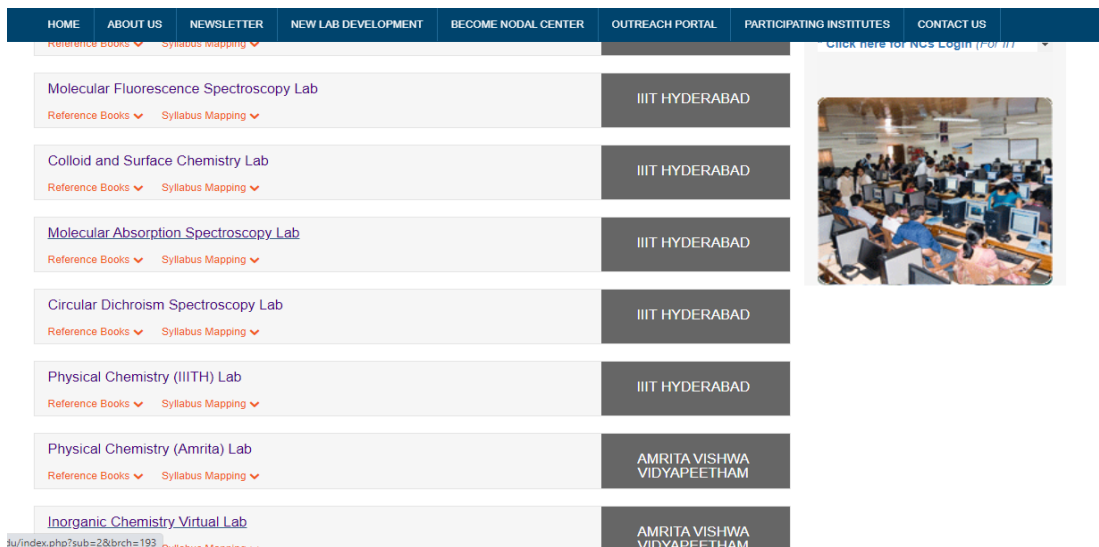 HOME ABOUT US NEWSLETTER NEW LAB DEVELOPMENT BECOME NODAL CENTER OUTREACH PORTAL PARTICIPATING INSTITUTES CONTACT US
Reference Books Syllabus Mapping
Click here for NCs Login (For IIT
Molecular Fluorescence Spectroscopy Lab
Reference Books Syllabus Mapping
IIIT HYDERABAD
Colloid and Surface Chemistry Lab
Reference Books Syllabus Mapping
IIIT HYDERABAD
Molecular Absorption Spectroscopy Lab
Reference Books Syllabus Mapping
IIIT HYDERABAD
Circular Dichroism Spectroscopy Lab
Reference Books Syllabus Mapping
IIIT HYDERABAD
Physical Chemistry (IIITH) Lab
Reference Books Syllabus Mapping
IIIT HYDERABAD
Physical Chemistry (Amrita) Lab
Reference Books Syllabus Mapping
AMRITA VISHWA
VIDYAPEETHAM
Inorganic Chemistry Virtual Lab
Syllabus Mapping
AMRITA VISHWA
VIDYAPEETHAM
du/index.php?sub=2&brch=193